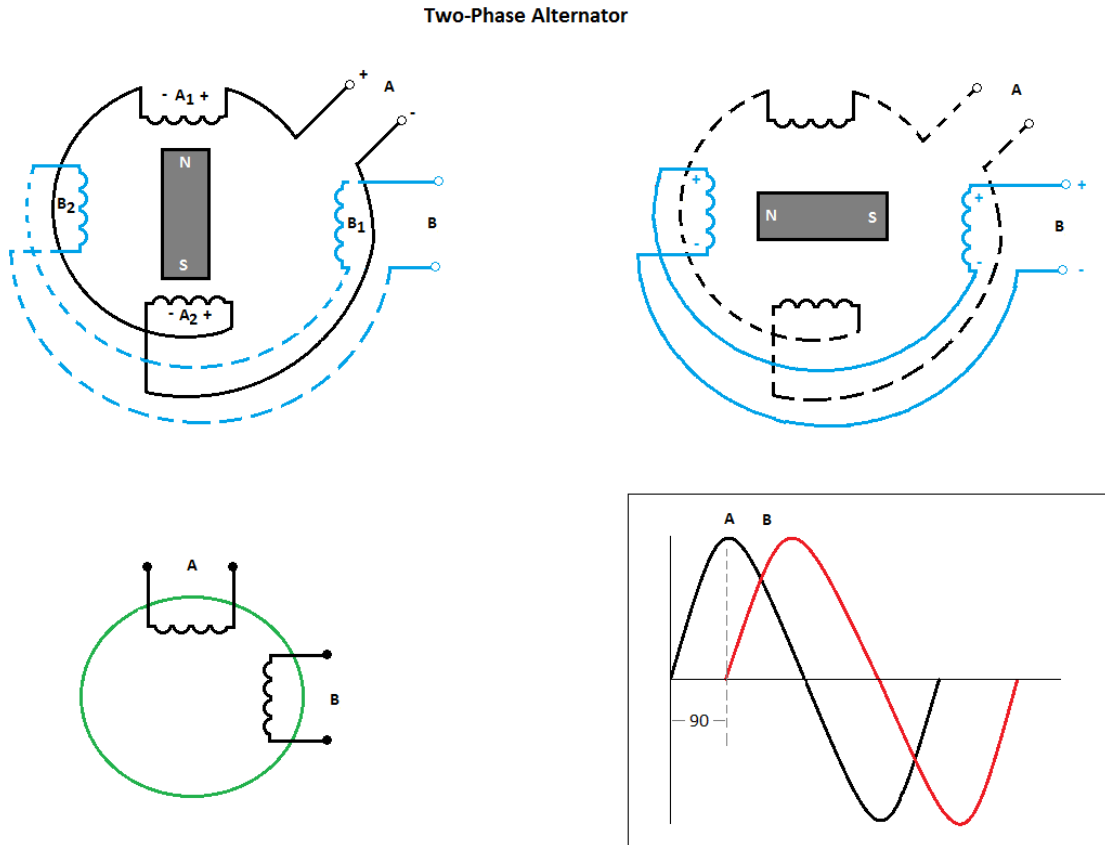 Two-Phase Alternator
+ A
- A₁ +
-
N
B₂
B₁
B
S
- A₂ +
A
+
+
+
N S
B
-
-
-
A
B
A B
90